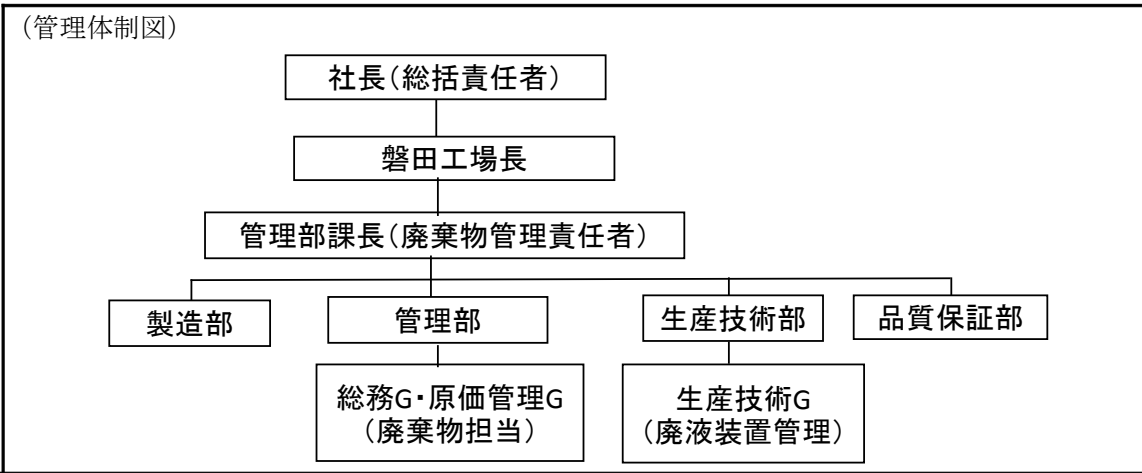 (管理体制図)
社長(総括責任者)
磐田工場長
管理部課長(廃棄物管理責任者)
製造部
管理部
生産技術部
品質保証部
総務G・原価管理G
(廃棄物担当)
生産技術G
(廃液装置管理)